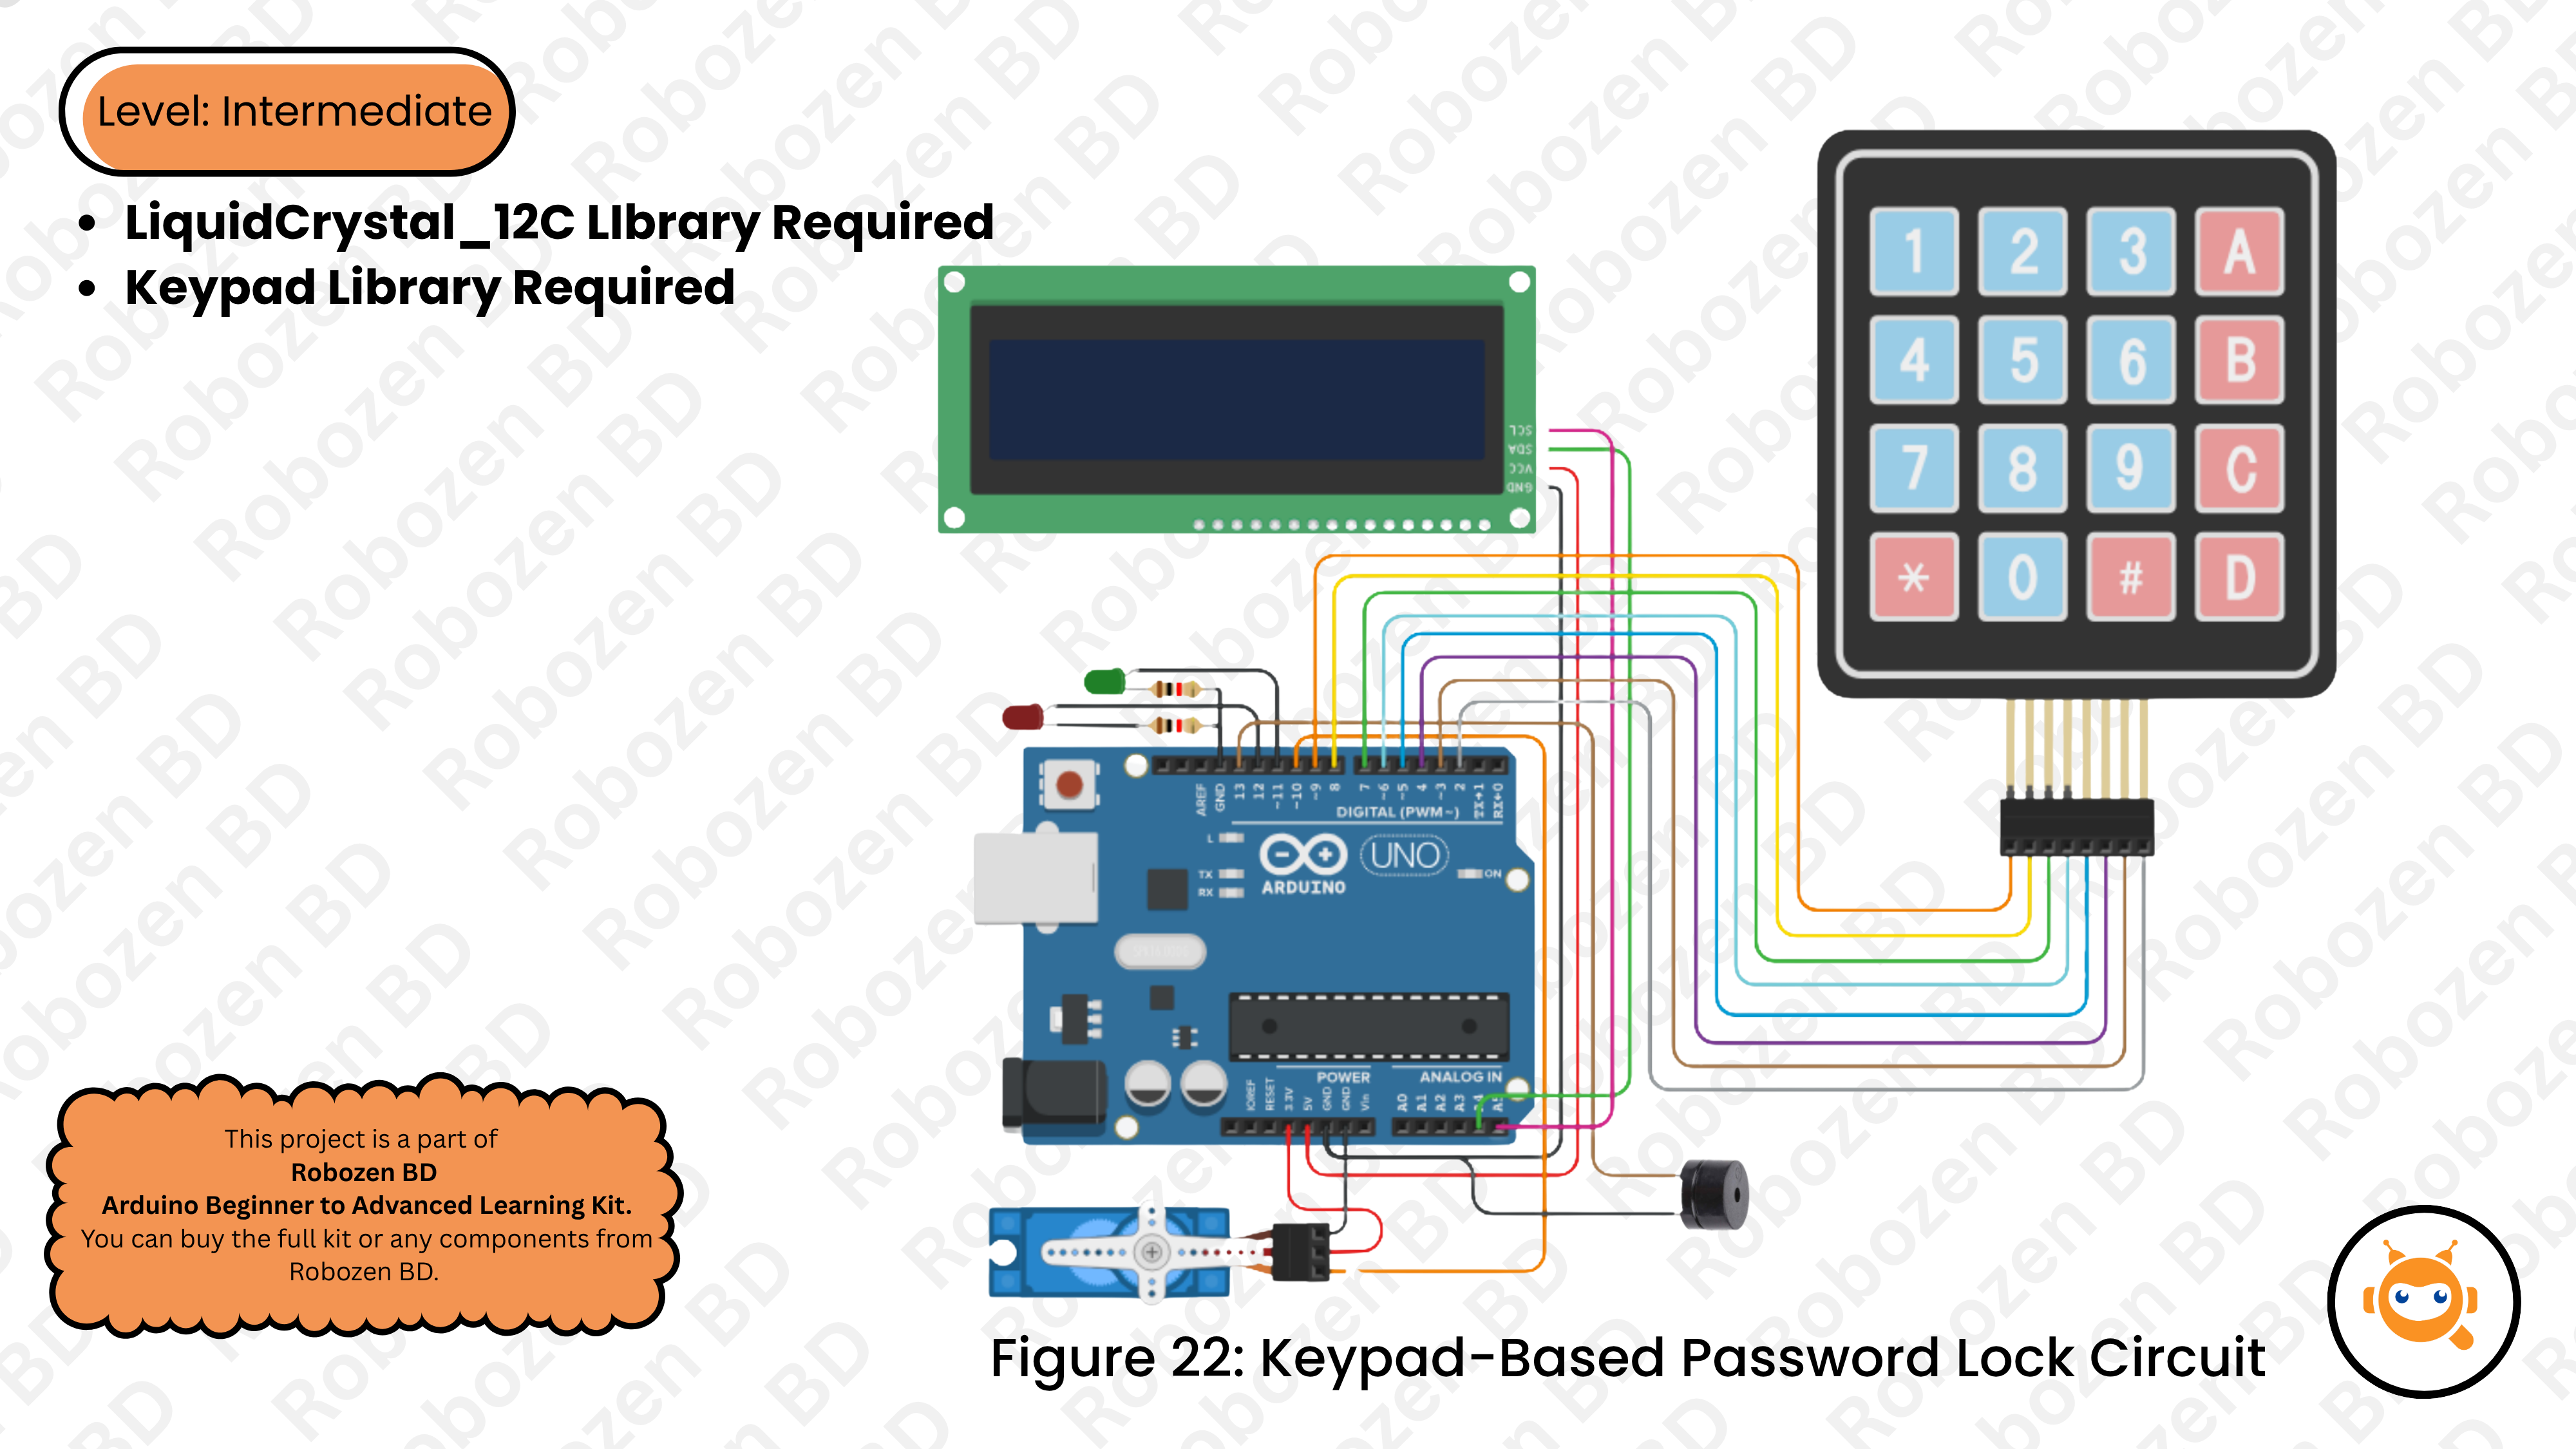 Level: Intermediate
• LiquidCrystal_12C LIbrary Required
• Keypad Library Required
SCL
SDA
VCC
GND
1 2 3 A
4 5 6 B
7 8 9 C
* 0 # D
AREF
GND
13
12
~11
~10
~9
8
7
~6
~5
4
~3
2
TX→1
RX←0
DIGITAL (PWM~)
L
TX
RX
ARDUINO
UNO
ON
POWER
ANALOG IN
IOREF
RESET
3.3V
5V
GND
GND
Vin
A0
A1
A2
A3
This project is a part of
Robozen BD
Arduino Beginner to Advanced Learning Kit.
You can buy the full kit or any components from
Robozen BD.
Figure 22: Keypad-Based Password Lock Circuit
Robozen BD